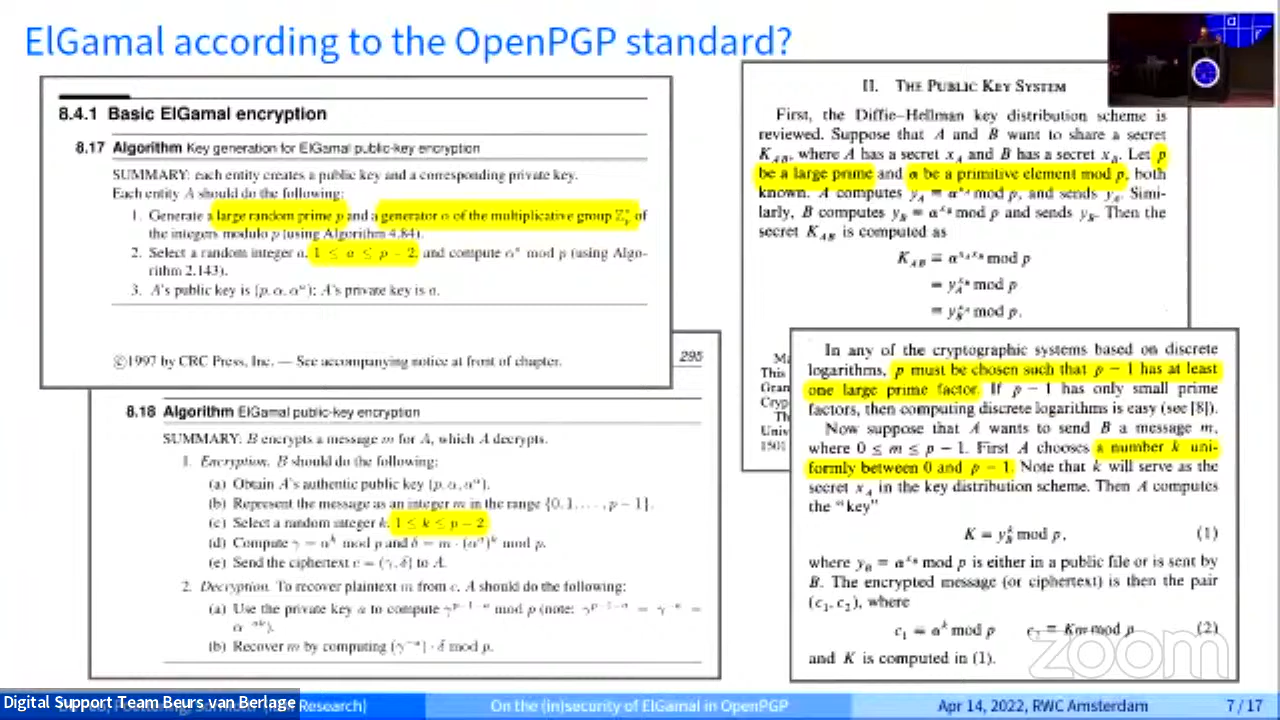 ElGamal according to the OpenPGP standard?
8.4.1 Basic ElGamal encryption
8.17 Algorithm Key generation for ElGamal public-key encryption
SUMMARY: each entity creates a public key and a corresponding private key.
Each entity A should do the following:
1. Generate a large random prime p and a generator α of the multiplicative group ℤ*ₚ of
the integers modulo p (using Algorithm 4.84).
2. Select a random integer a, 1 ≤ a ≤ p − 2, and compute αᵃ mod p (using Algo-
rithm 2.143).
3. A's public key is (p, α, αᵃ); A's private key is a.
©1997 by CRC Press, Inc. — See accompanying notice at front of chapter.
295
8.18 Algorithm ElGamal public-key encryption
SUMMARY: B encrypts a message m for A, which A decrypts.
1. Encryption. B should do the following:
(a) Obtain A's authentic public key (p, α, αᵃ).
(b) Represent the message as an integer m in the range {0, 1, . . . , p − 1}.
(c) Select a random integer k, 1 ≤ k ≤ p − 2.
(d) Compute γ = αᵏ mod p and δ = m · (αᵃ)ᵏ mod p.
(e) Send the ciphertext c = (γ, δ) to A.
2. Decryption. To recover plaintext m from c, A should do the following:
(a) Use the private key a to compute γᵖ⁻¹⁻ᵃ mod p (note: γᵖ⁻¹⁻ᵃ = γ⁻ᵃ =
α⁻ᵃᵏ).
(b) Recover m by computing (γ⁻ᵃ) · δ mod p.
II. The Public Key System
First, the Diffie–Hellman key distribution scheme is
reviewed. Suppose that A and B want to share a secret
K_AB, where A has a secret x_A and B has a secret x_B. Let p
be a large prime and α be a primitive element mod p, both
known. A computes y_A ≡ α^x_A mod p, and sends y_A. Simi-
larly, B computes y_B ≡ α^x_B mod p and sends y_B. Then the
secret K_AB is computed as
K_AB ≡ α^x_A x_B mod p
≡ y_A^x_B mod p
≡ y_B^x_A mod p.
Ma
This
Gran
Cryp
Th
Univ
1501
In any of the cryptographic systems based on discrete
logarithms, p must be chosen such that p − 1 has at least
one large prime factor. If p − 1 has only small prime
factors, then computing discrete logarithms is easy (see [8]).
Now suppose that A wants to send B a message m,
where 0 ≤ m ≤ p − 1. First A chooses a number k uni-
formly between 0 and p − 1. Note that k will serve as the
secret x_A in the key distribution scheme. Then A computes
the "key"
K ≡ y_B^k mod p, (1)
where y_B ≡ α^x_B mod p is either in a public file or is sent by
B. The encrypted message (or ciphertext) is then the pair
(c₁, c₂), where
c₁ ≡ αᵏ mod p c₂ ≡ Km mod p (2)
and K is computed in (1).
zoom
Digital Support Team Beurs van Berlage
Research)
On the (in)security of ElGamal in OpenPGP
Apr 14, 2022, RWC Amsterdam
7 / 17